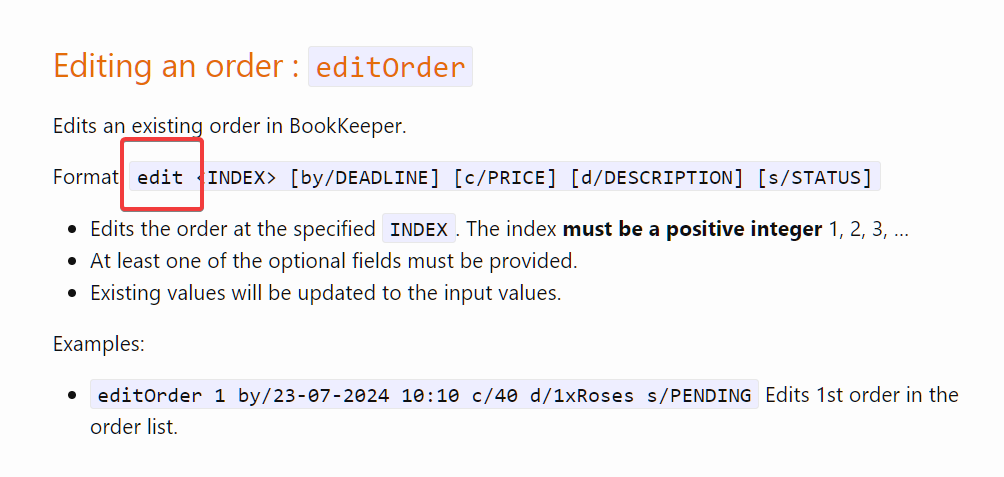 Editing an order : editOrder
Edits an existing order in BookKeeper.
Format edit <INDEX> [by/DEADLINE] [c/PRICE] [d/DESCRIPTION] [s/STATUS]
• Edits the order at the specified INDEX. The index must be a positive integer 1, 2, 3, …
• At least one of the optional fields must be provided.
• Existing values will be updated to the input values.
Examples:
• editOrder 1 by/23-07-2024 10:10 c/40 d/1xRoses s/PENDING Edits 1st order in the
order list.